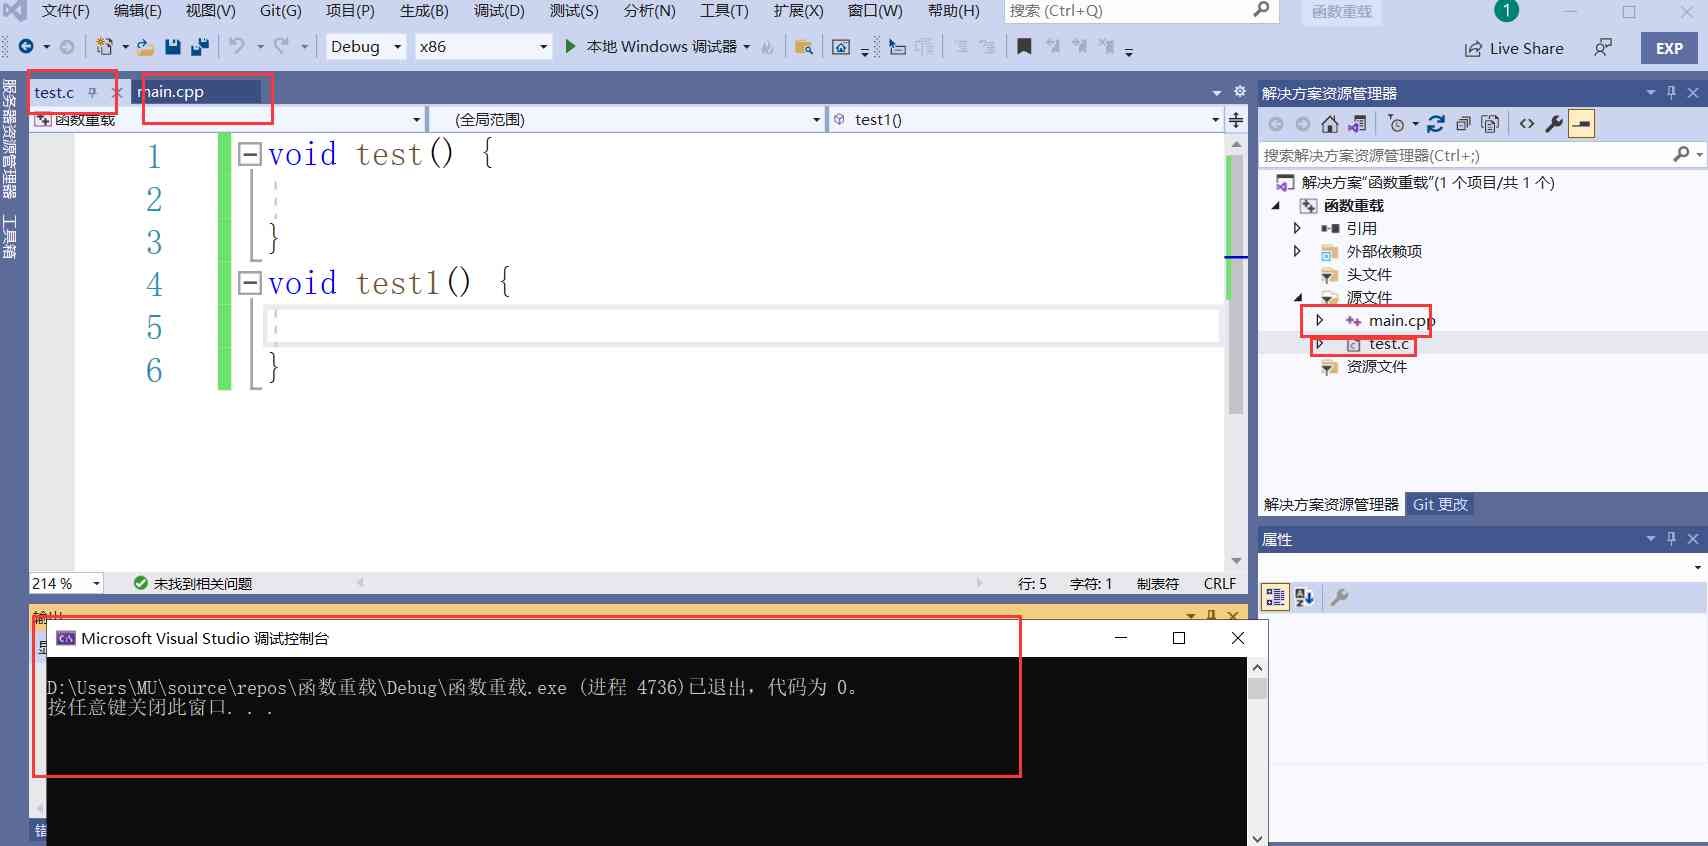 文件(F) 编辑(E) 视图(V) Git(G) 项目(P) 生成(B) 调试(D) 测试(S) 分析(N) 工具(T) 扩展(X) 窗口(W) 帮助(H) 搜索 (Ctrl+Q) 函数重载 1
Debug x86 本地 Windows 调试器 Live Share EXP
服务器资源管理器
工具箱
test.c main.cpp
函数重载 (全局范围) test1()
1 void test() {
2
3 }
4 void test1() {
5
6 }
214 % 未找到相关问题 行: 5 字符: 1 制表符 CRLF
解决方案资源管理器
搜索解决方案资源管理器(Ctrl+;)
解决方案"函数重载"(1 个项目/共 1 个)
函数重载
引用
外部依赖项
头文件
源文件
main.cpp
test.c
资源文件
解决方案资源管理器 Git 更改
属性
输出
Microsoft Visual Studio 调试控制台
D:\Users\MU\source\repos\函数重载\Debug\函数重载.exe (进程 4736)已退出，代码为 0。
按任意键关闭此窗口. . .